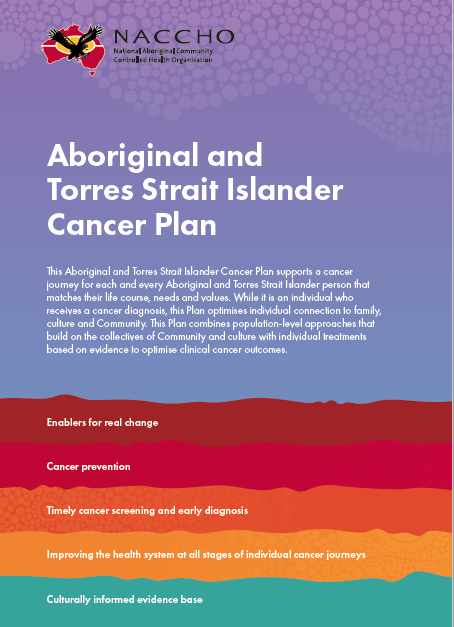 NACCHO
National Aboriginal Community
Controlled Health Organisation
Aboriginal and
Torres Strait Islander
Cancer Plan
This Aboriginal and Torres Strait Islander Cancer Plan supports a cancer
journey for each and every Aboriginal and Torres Strait Islander person that
matches their life course, needs and values. While it is an individual who
receives a cancer diagnosis, this Plan optimises individual connection to family,
culture and Community. This Plan combines population-level approaches that
build on the collectives of Community and culture with individual treatments
based on evidence to optimise clinical cancer outcomes.
Enablers for real change
Cancer prevention
Timely cancer screening and early diagnosis
Improving the health system at all stages of individual cancer journeys
Culturally informed evidence base